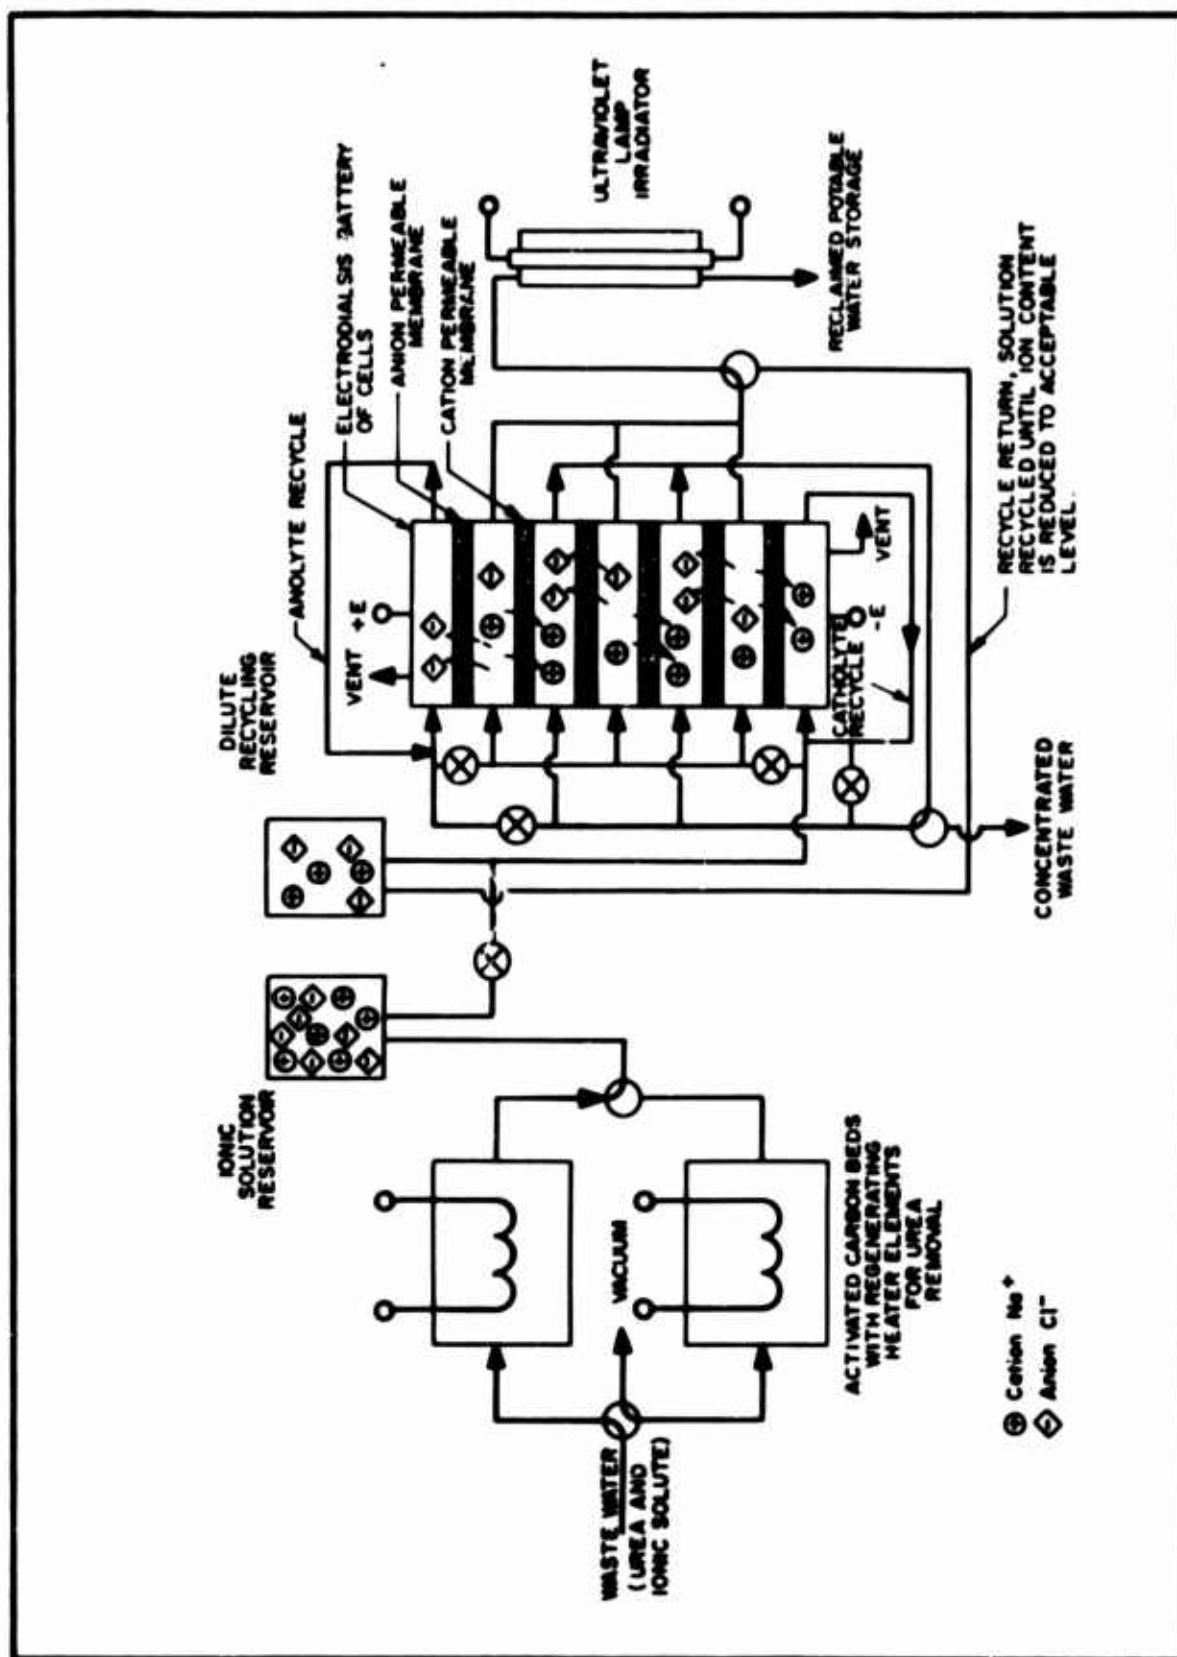 WASTE WATER
(UREA AND
IONIC SOLUTE)
VACUUM
ACTIVATED CARBON BEDS
WITH REGENERATING
HEATER ELEMENTS
FOR UREA
REMOVAL
IONIC
SOLUTION
RESERVOIR
DILUTE
RECYCLING
RESERVOIR
ANOLYTE RECYCLE
ELECTRODIALSIS BATTERY
OF CELLS
ANION PERMEABLE
MEMBRANE
CATION PERMEABLE
MEMBRANE
VENT
+E
CATHOLYTE
RECYCLE
-E
VENT
ULTRAVIOLET
LAMP
IRRADIATOR
RECLAIMED POTABLE
WATER STORAGE
RECYCLE RETURN, SOLUTION
RECYCLED UNTIL ION CONTENT
IS REDUCED TO ACCEPTABLE
LEVEL.
CONCENTRATED
WASTE WATER
⊕ Cation Na⁺
Anion Cl⁻